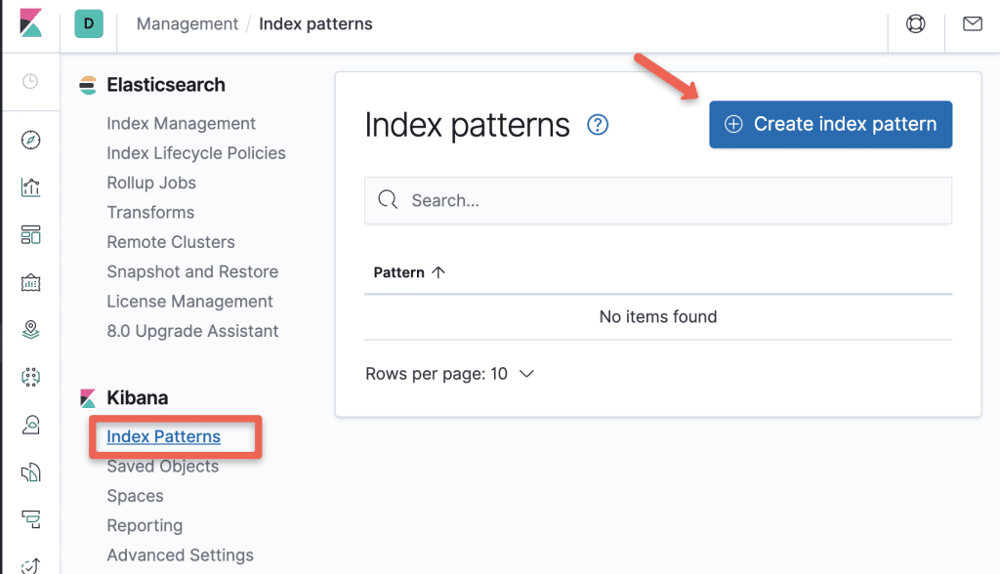 D
Management / Index patterns
Elasticsearch
Index Management
Index Lifecycle Policies
Rollup Jobs
Transforms
Remote Clusters
Snapshot and Restore
License Management
8.0 Upgrade Assistant
Kibana
Index Patterns
Saved Objects
Spaces
Reporting
Advanced Settings
Index patterns ?
Create index pattern
Search...
Pattern ↑
No items found
Rows per page: 10